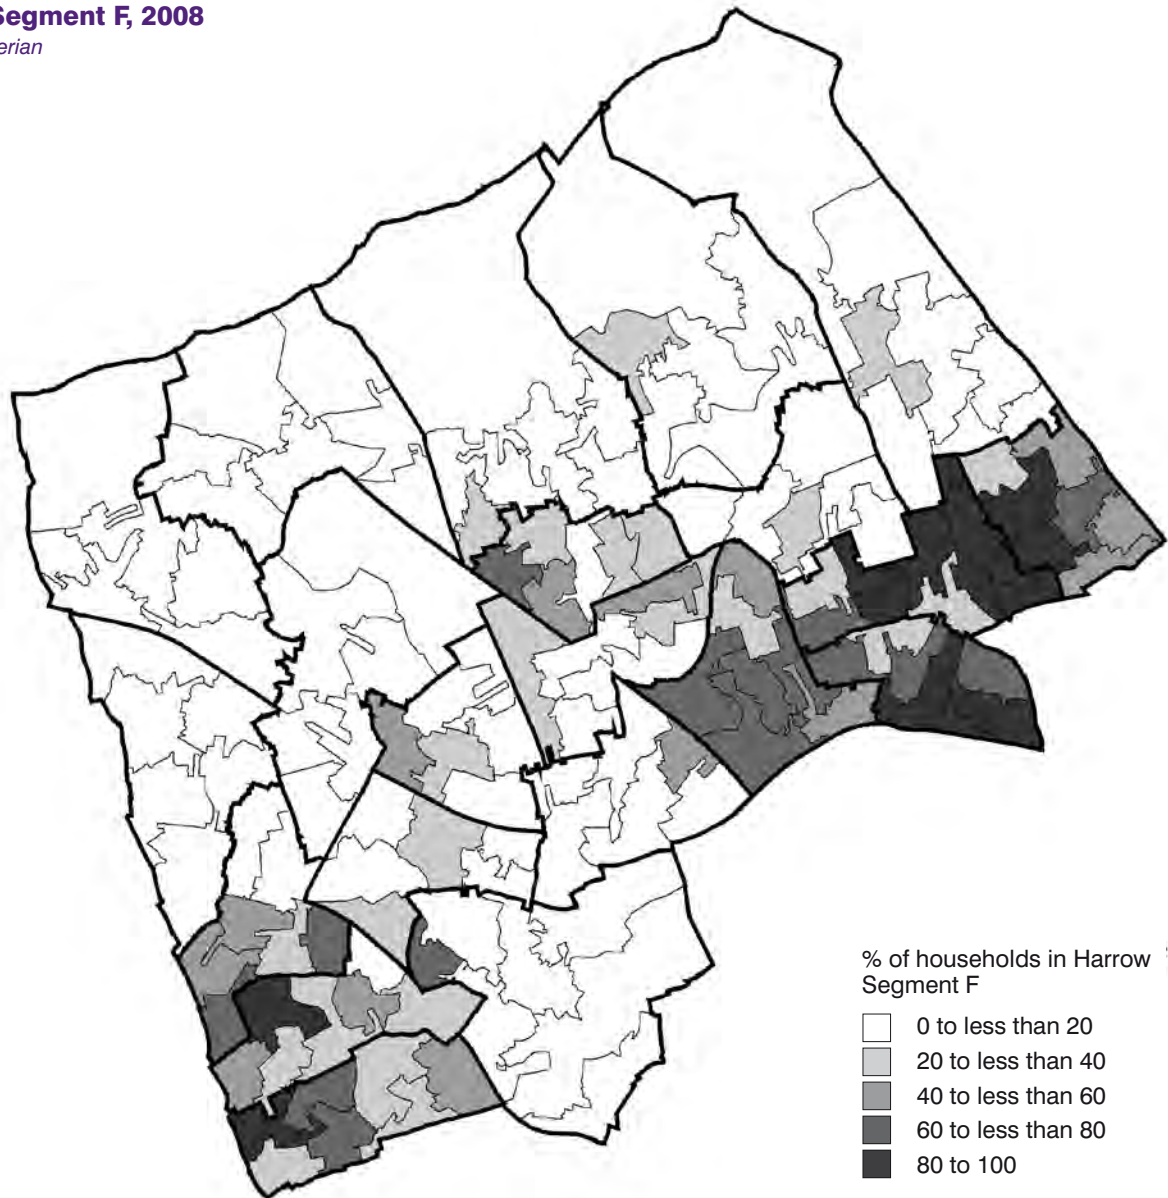 Segment F, 2008
% of households in Harrow
Segment F
0 to less than 20
20 to less than 40
40 to less than 60
60 to less than 80
80 to 100